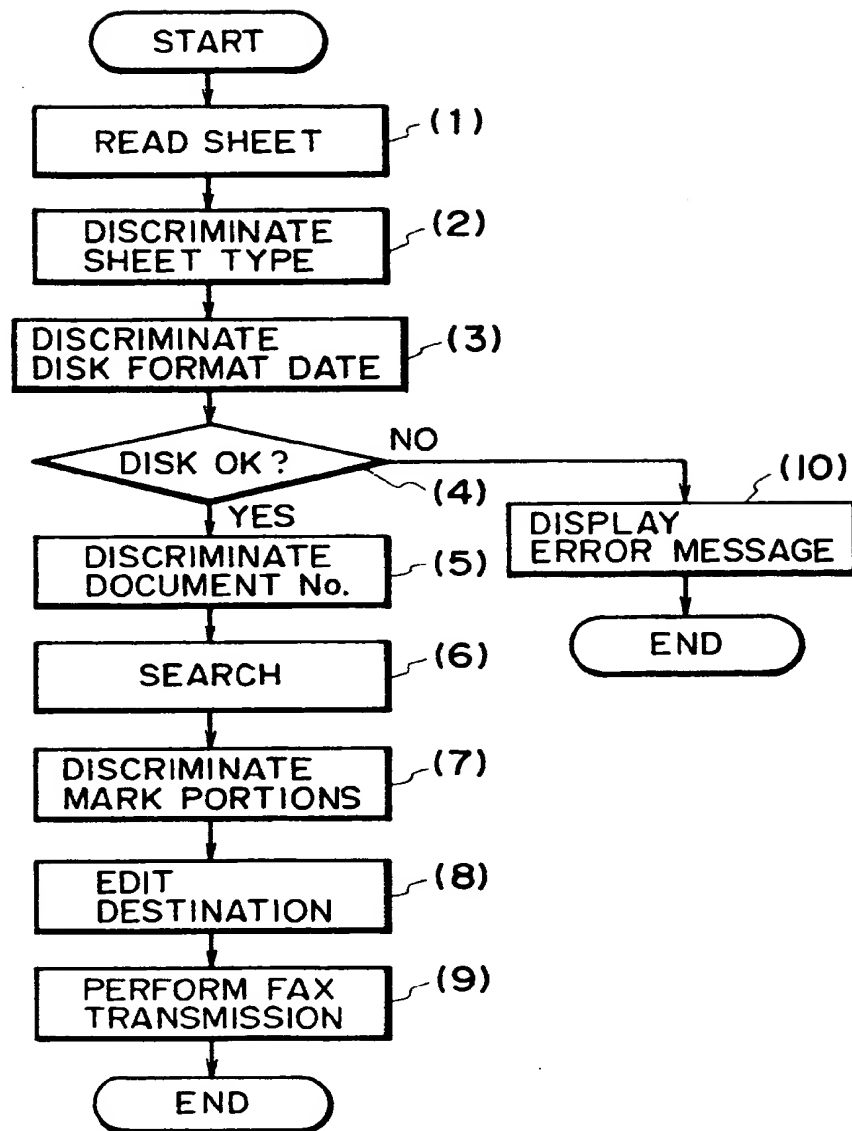 START
READ SHEET
(1)
DISCRIMINATE
SHEET TYPE
(2)
DISCRIMINATE
DISK FORMAT DATE
(3)
DISK OK?
(4)
NO
YES
(10)
DISPLAY
ERROR MESSAGE
END
DISCRIMINATE
DOCUMENT No.
(5)
SEARCH
(6)
DISCRIMINATE
MARK PORTIONS
(7)
EDIT
DESTINATION
(8)
PERFORM FAX
TRANSMISSION
(9)
END